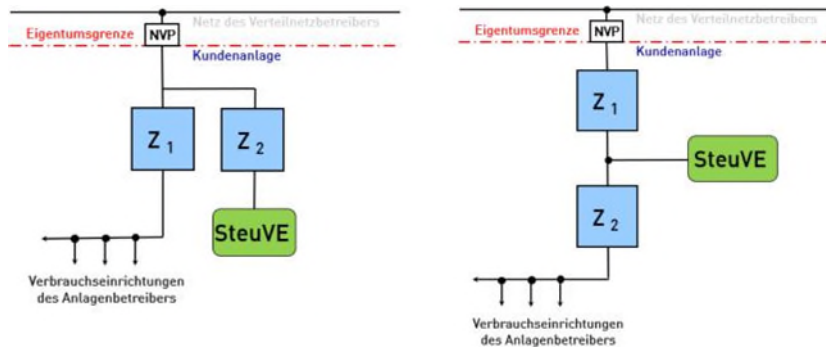 Netz des Verteilnetzbetreibers
NVP
Eigentumsgrenze
Kundenanlage
Z 1
Z 2
SteuVE
Verbrauchseinrichtungen
des Anlagenbetreibers
Netz des Verteilnetzbetreibers
NVP
Eigentumsgrenze
Kundenanlage
Z 1
SteuVE
Z 2
Verbrauchseinrichtungen
des Anlagenbetreibers